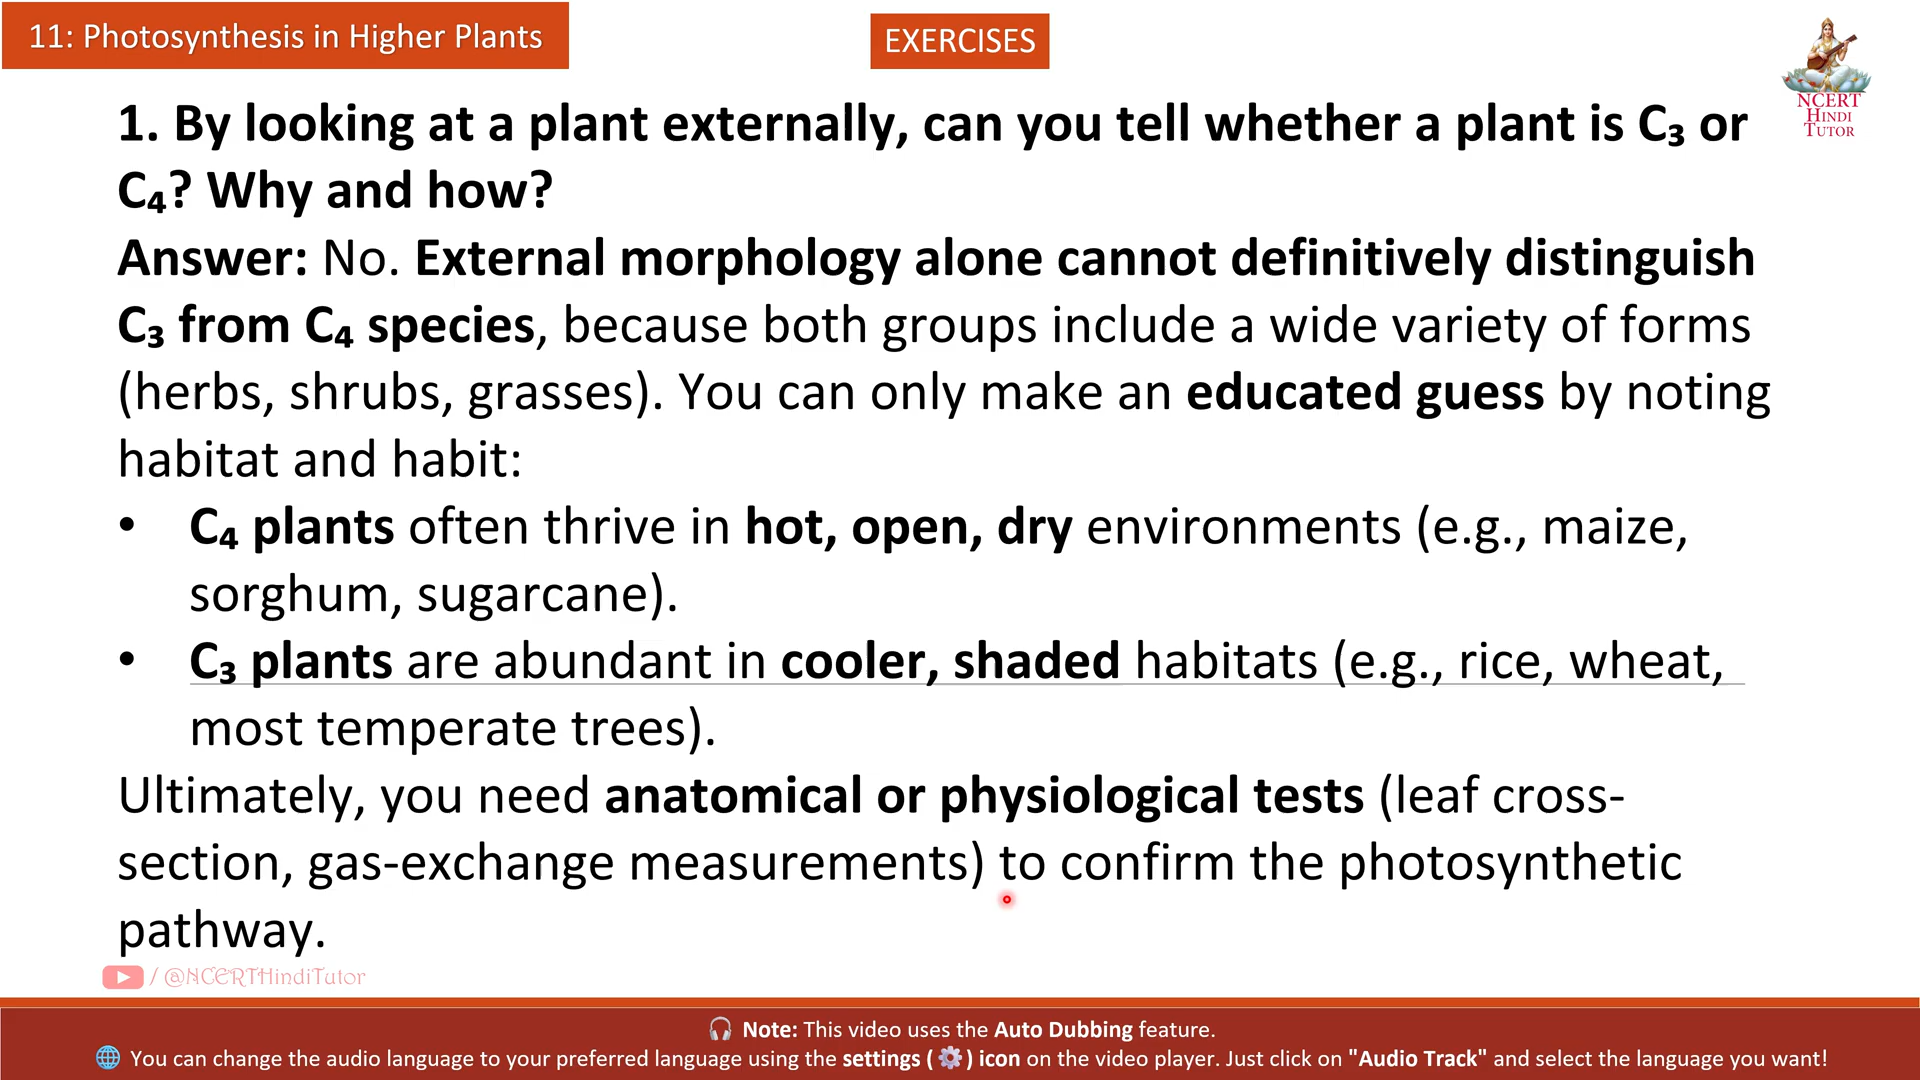 11: Photosynthesis in Higher Plants
EXERCISES
NCERT
HINDI
TUTOR
1. By looking at a plant externally, can you tell whether a plant is C₃ or
C₄? Why and how?
Answer: No. External morphology alone cannot definitively distinguish
C₃ from C₄ species, because both groups include a wide variety of forms
(herbs, shrubs, grasses). You can only make an educated guess by noting
habitat and habit:
• C₄ plants often thrive in hot, open, dry environments (e.g., maize,
sorghum, sugarcane).
• C₃ plants are abundant in cooler, shaded habitats (e.g., rice, wheat,
most temperate trees).
Ultimately, you need anatomical or physiological tests (leaf cross-
section, gas-exchange measurements) to confirm the photosynthetic
pathway.
/ @NCERTHindiTutor
🎧 Note: This video uses the Auto Dubbing feature.
🌐 You can change the audio language to your preferred language using the settings ( ⚙️ ) icon on the video player. Just click on "Audio Track" and select the language you want!